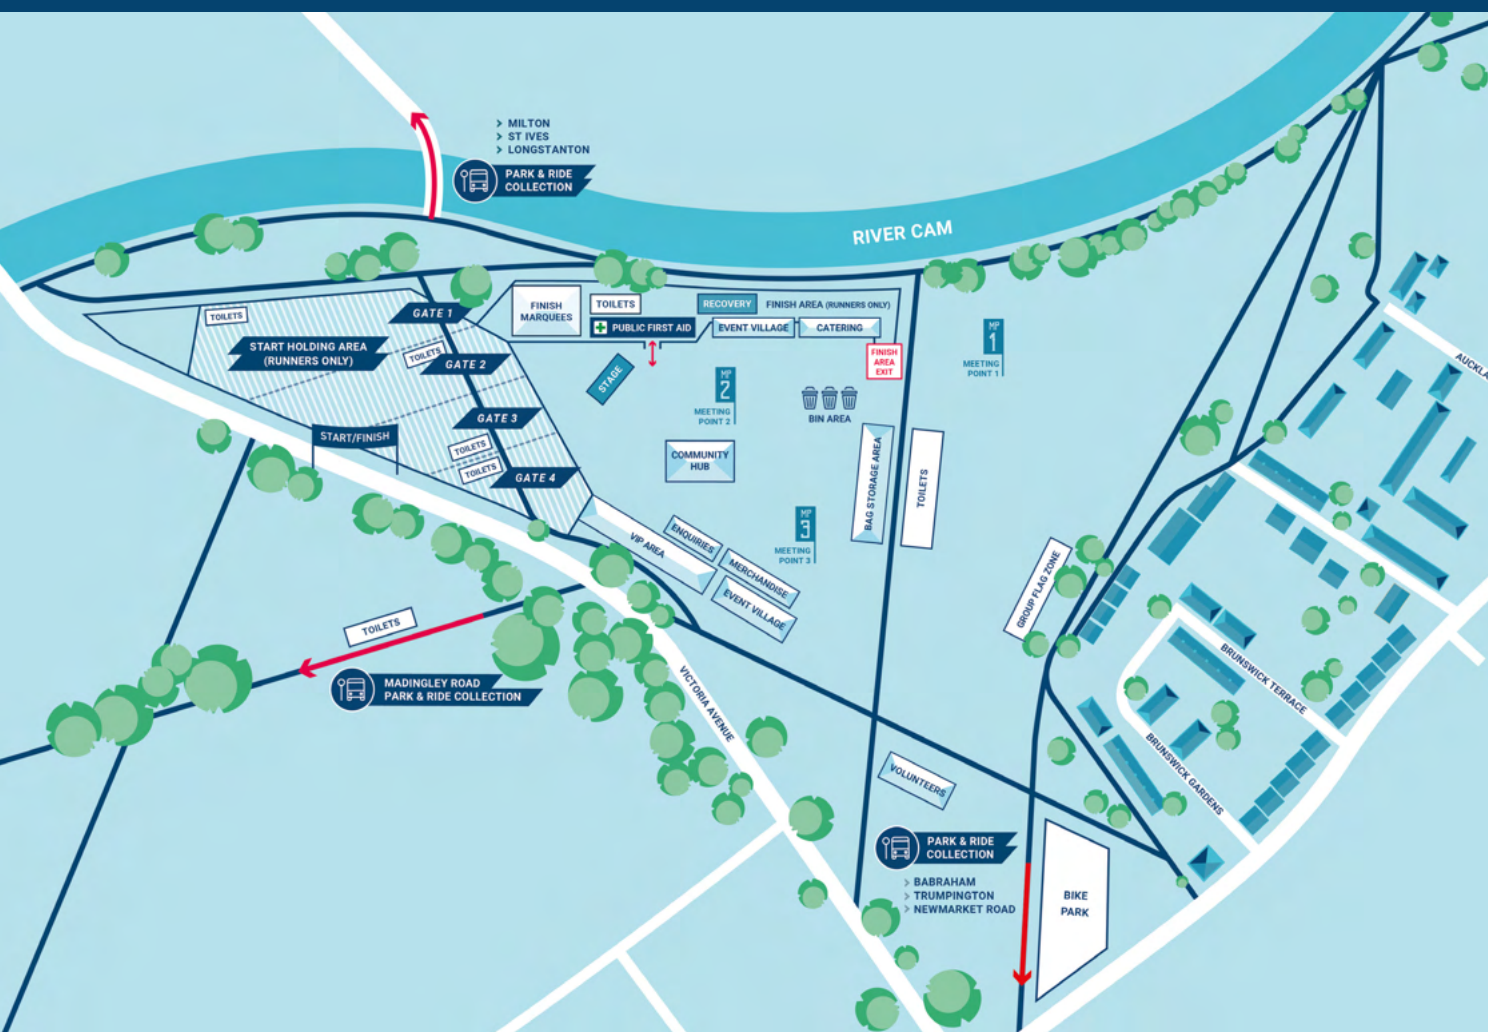 > MILTON
> ST IVES
> LONGSTANTON
PARK & RIDE
COLLECTION
RIVER CAM
TOILETS
START HOLDING AREA
(RUNNERS ONLY)
GATE 1
TOILETS
GATE 2
GATE 3
START/FINISH
TOILETS
TOILETS
GATE 4
FINISH
MARQUEES
TOILETS
RECOVERY
FINISH AREA (RUNNERS ONLY)
PUBLIC FIRST AID
EVENT VILLAGE
CATERING
FINISH
AREA
EXIT
STAGE
MP
1
MEETING
POINT 1
MP
2
MEETING
POINT 2
BIN AREA
COMMUNITY
HUB
BAG STORAGE AREA
TOILETS
MP
3
MEETING
POINT 3
VIP AREA
ENQUIRIES
MERCHANDISE
EVENT VILLAGE
GROUP FLAG ZONE
AUCKLA
TOILETS
MADINGLEY ROAD
PARK & RIDE COLLECTION
VICTORIA AVENUE
BRUNSWICK TERRACE
BRUNSWICK GARDENS
VOLUNTEERS
PARK & RIDE
COLLECTION
> BABRAHAM
> TRUMPINGTON
> NEWMARKET ROAD
BIKE
PARK